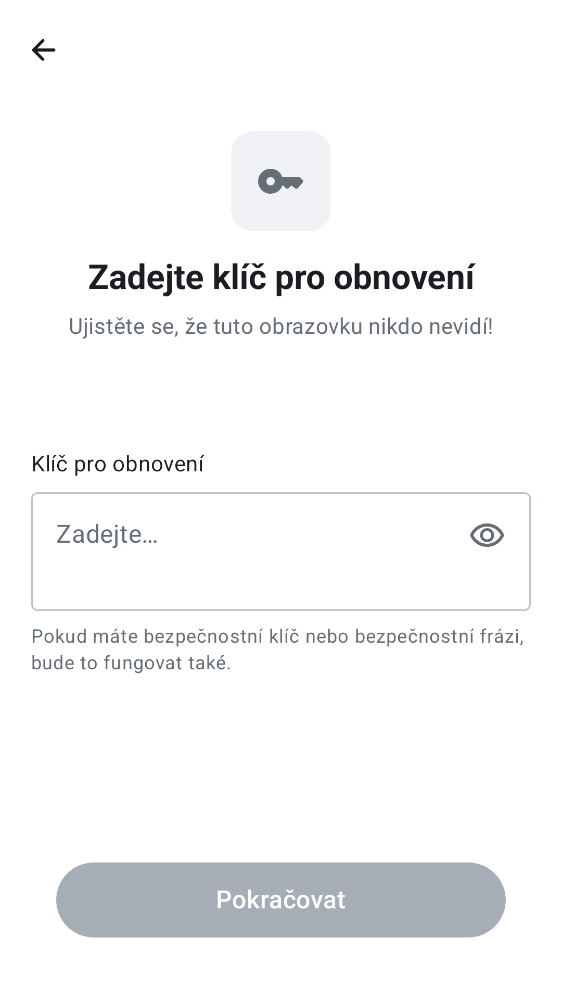 Zadejte klíč pro obnovení
Ujistěte se, že tuto obrazovku nikdo nevidí!
Klíč pro obnovení
Zadejte…
Pokud máte bezpečnostní klíč nebo bezpečnostní frázi,
bude to fungovat také.
Pokračovat